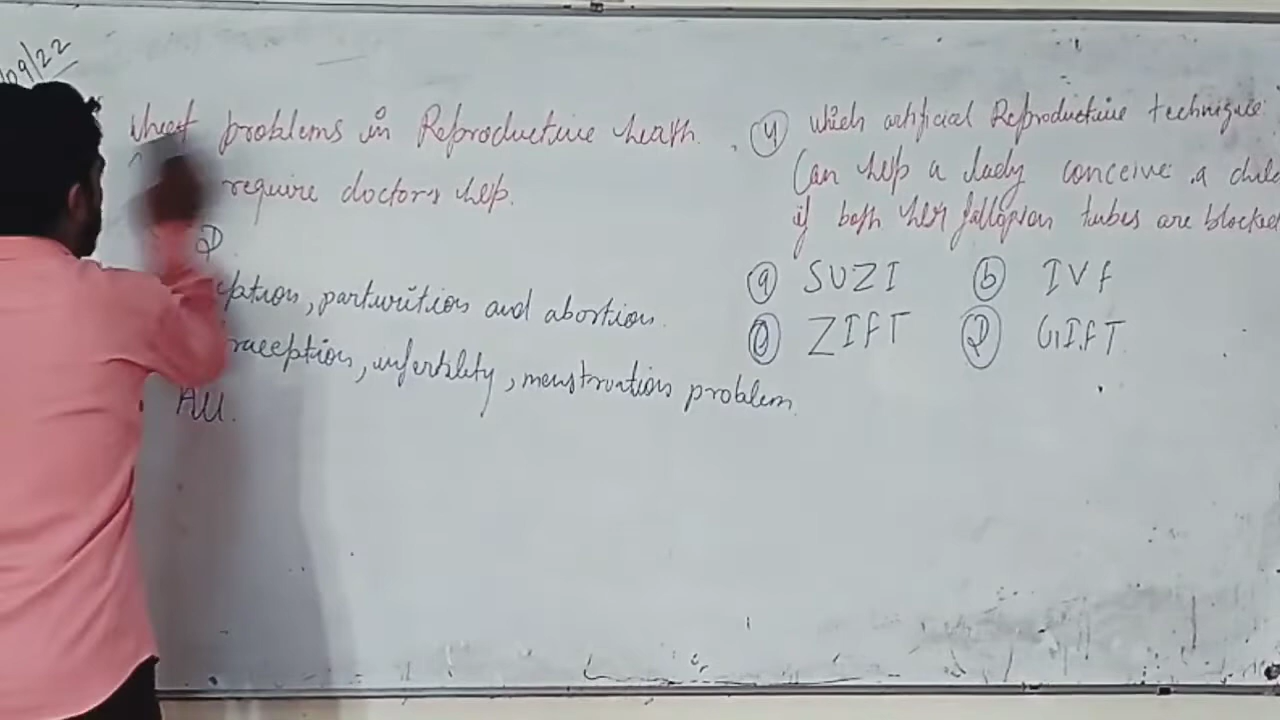 09/22
What problems in Reproductive heath
require doctors help.
D
ception, parturition and abortion.
raception, infertility, menstruation problem
All.
4 which artificial Reproductive technique
Can help a lady conceive a child
if both her fallopian tubes are blocked
a SUZI b IVF
ZIFT D GIFT